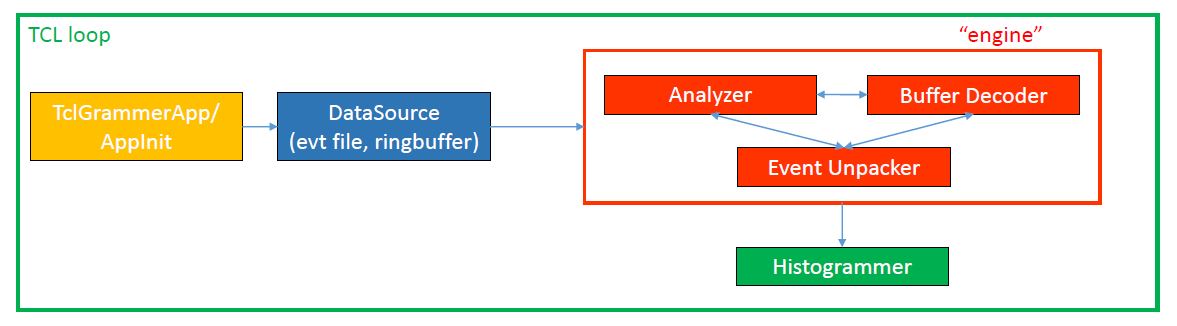 TCL loop
"engine"
TclGrammerApp/
AppInit
DataSource
(evt file, ringbuffer)
Analyzer
Buffer Decoder
Event Unpacker
Histogrammer